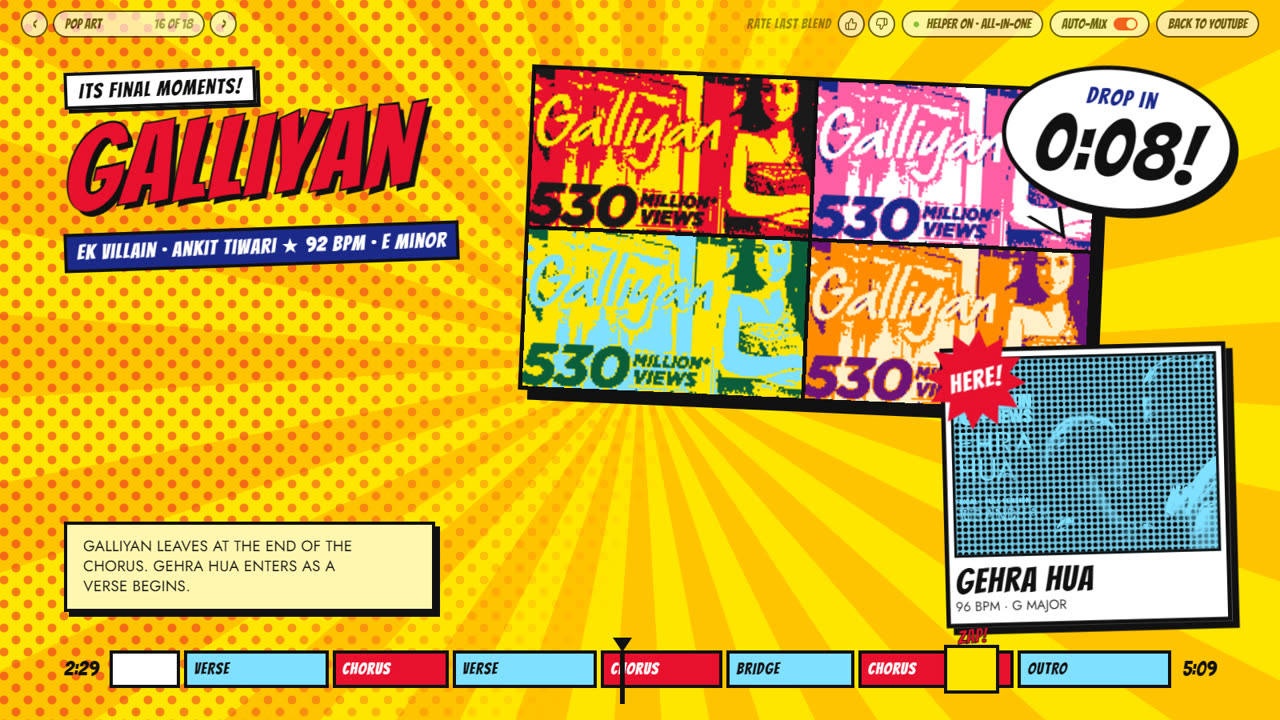 POP ART
16 OF 18
RATE LAST BLEND
HELPER ON · ALL-IN-ONE
AUTO-MIX
BACK TO YOUTUBE
ITS FINAL MOMENTS!
GALLIYAN
EK VILLAIN · ANKIT TIWARI ★ 92 BPM · E MINOR
Galliyan
530 MILLION+
VIEWS
Galliyan
530 MILLION+
VIEWS
Galliyan
530 MILLION+
VIEWS
Galliyan
530
DROP IN
0:08!
HERE!
HUA
GEHRA HUA
96 BPM · G MAJOR
GALLIYAN LEAVES AT THE END OF THE
CHORUS. GEHRA HUA ENTERS AS A
VERSE BEGINS.
ZAP!
2:29
VERSE
CHORUS
VERSE
CHORUS
BRIDGE
CHORUS
OUTRO
5:09